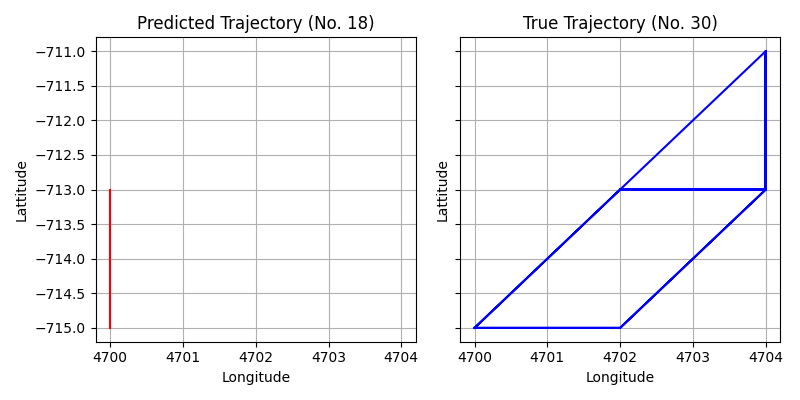 Predicted Trajectory (No. 18)
−711.0
−711.5
−712.0
−712.5
−713.0
−713.5
−714.0
−714.5
−715.0
Lattitude
4700 4701 4702 4703 4704
Longitude
True Trajectory (No. 30)
Lattitude
4700 4701 4702 4703 4704
Longitude